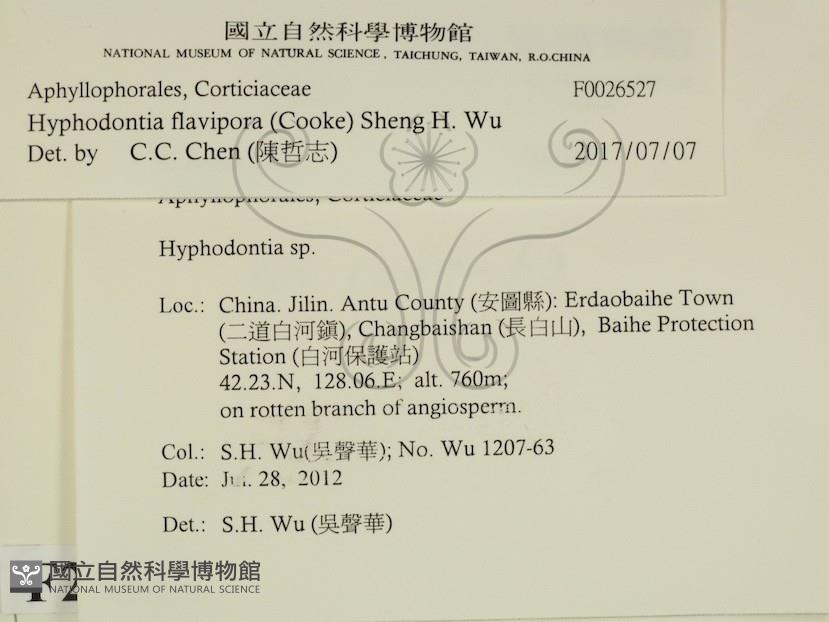 國立自然科學博物館
NATIONAL MUSEUM OF NATURAL SCIENCE, TAICHUNG, TAIWAN, R.O.CHINA
Aphyllophorales, Corticiaceae F0026527
Hyphodontia flavipora (Cooke) Sheng H. Wu
Det. by C.C. Chen (陳哲志) 2017/07/07
Aphyllophorales, Corticiaceae
Hyphodontia sp.
Loc.: China. Jilin. Antu County (安圖縣): Erdaobaihe Town
(二道白河鎭), Changbaishan (長白山), Baihe Protection
Station (白河保護站)
42.23.N, 128.06.E; alt. 760m;
on rotten branch of angiosperm.
Col.: S.H. Wu(吳聲華); No. Wu 1207-63
Date: 28, 2012
Det.: S.H. Wu (吳聲華)
國立自然科學博物館
NATIONAL MUSEUM OF NATURAL SCIENCE